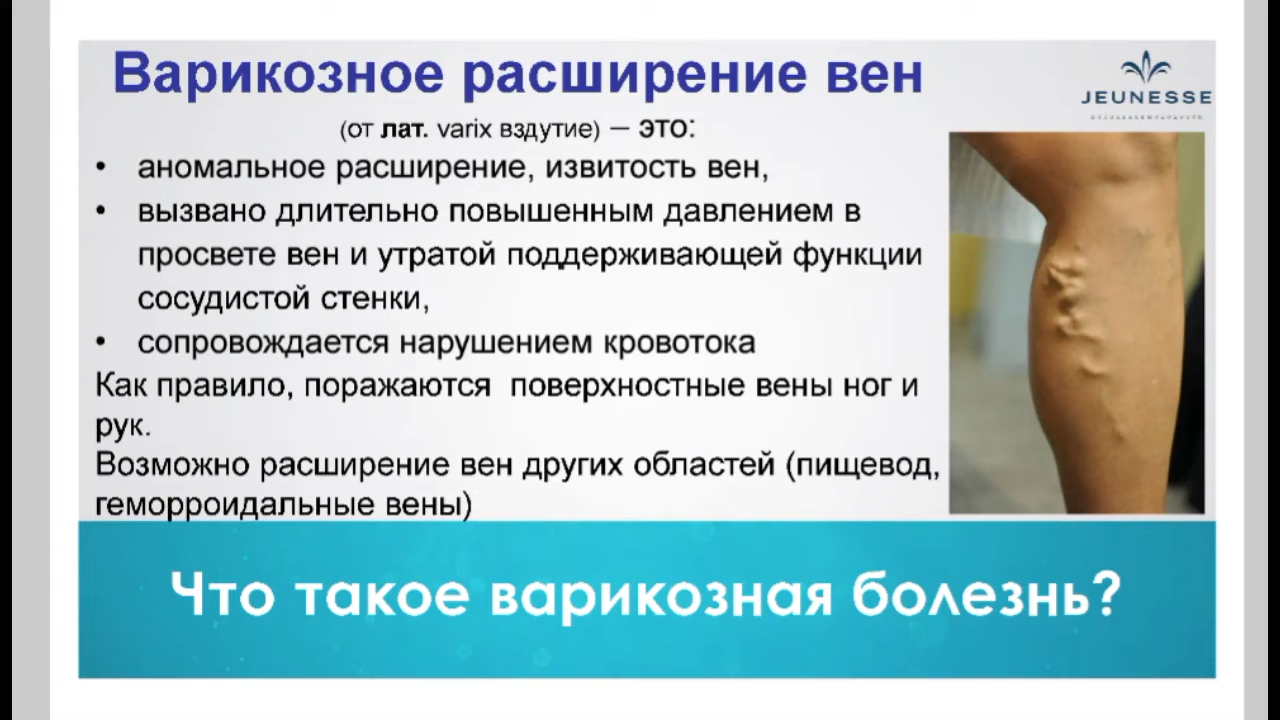 Варикозное расширение вен
JEUNESSE
(от лат. varix вздутие) – это:
• аномальное расширение, извитость вен,
• вызвано длительно повышенным давлением в
просвете вен и утратой поддерживающей функции
сосудистой стенки,
• сопровождается нарушением кровотока
Как правило, поражаются поверхностные вены ног и
рук.
Возможно расширение вен других областей (пищевод,
геморроидальные вены)
Что такое варикозная болезнь?